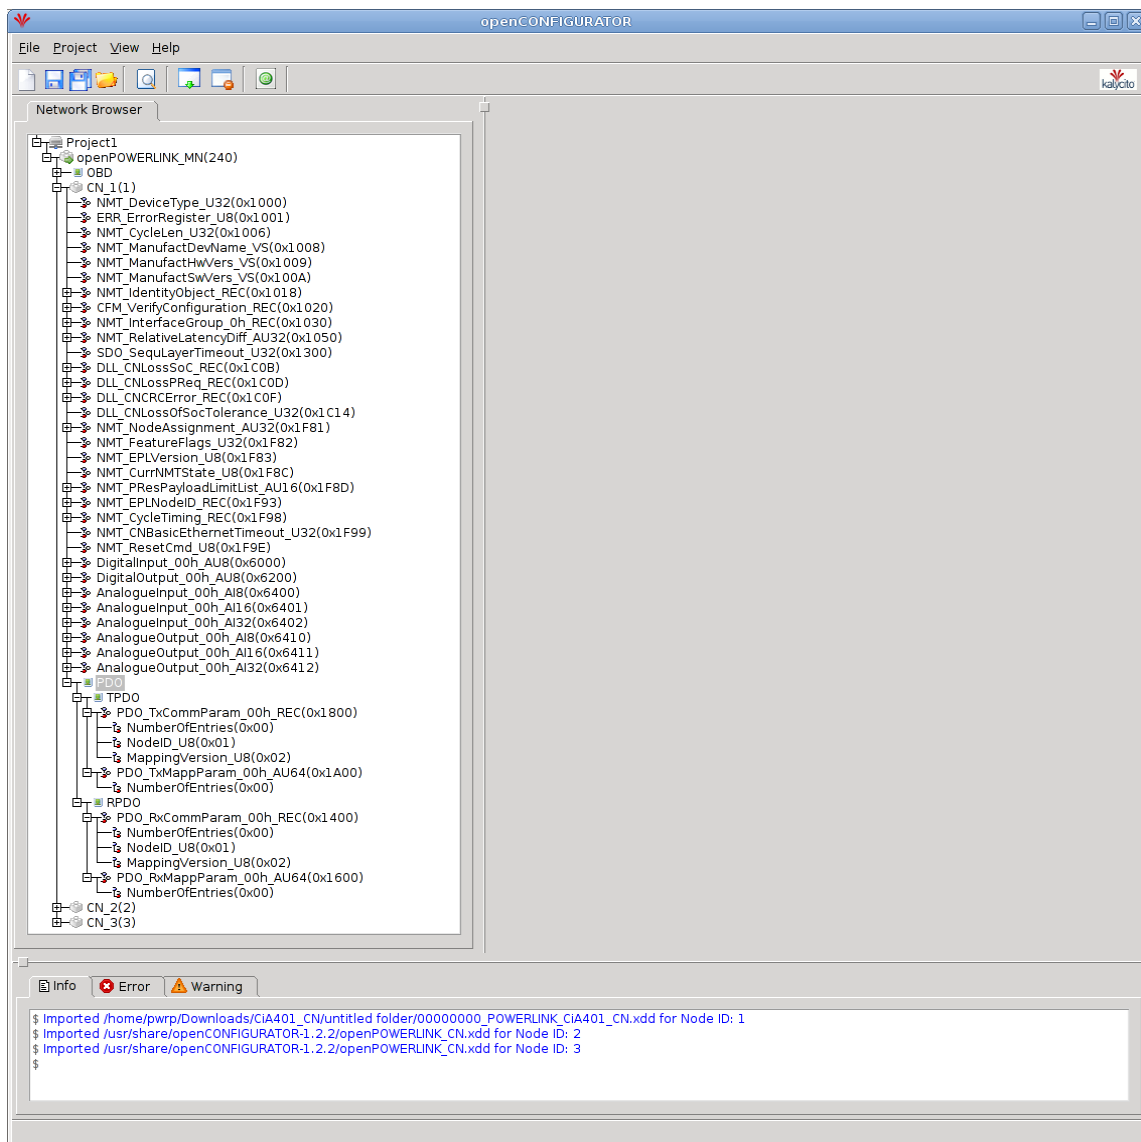 openCONFIGURATOR
File Project View Help
kalycito
Network Browser
Project1
openPOWERLINK_MN(240)
OBD
CN_1(1)
NMT_DeviceType_U32(0x1000)
ERR_ErrorRegister_U8(0x1001)
NMT_CycleLen_U32(0x1006)
NMT_ManufactDevName_VS(0x1008)
NMT_ManufactHwVers_VS(0x1009)
NMT_ManufactSwVers_VS(0x100A)
NMT_IdentityObject_REC(0x1018)
CFM_VerifyConfiguration_REC(0x1020)
NMT_InterfaceGroup_0h_REC(0x1030)
NMT_RelativeLatencyDiff_AU32(0x1050)
SDO_SequLayerTimeout_U32(0x1300)
DLL_CNLossSoC_REC(0x1C0B)
DLL_CNLossPReq_REC(0x1C0D)
DLL_CNCRCError_REC(0x1C0F)
DLL_CNLossOfSocTolerance_U32(0x1C14)
NMT_NodeAssignment_AU32(0x1F81)
NMT_FeatureFlags_U32(0x1F82)
NMT_EPLVersion_U8(0x1F83)
NMT_CurrNMTState_U8(0x1F8C)
NMT_PResPayloadLimitList_AU16(0x1F8D)
NMT_EPLNodeID_REC(0x1F93)
NMT_CycleTiming_REC(0x1F98)
NMT_CNBasicEthernetTimeout_U32(0x1F99)
NMT_ResetCmd_U8(0x1F9E)
DigitalInput_00h_AU8(0x6000)
DigitalOutput_00h_AU8(0x6200)
AnalogueInput_00h_AI8(0x6400)
AnalogueInput_00h_AI16(0x6401)
AnalogueInput_00h_AI32(0x6402)
AnalogueOutput_00h_AI8(0x6410)
AnalogueOutput_00h_AI16(0x6411)
AnalogueOutput_00h_AI32(0x6412)
PDO
TPDO
PDO_TxCommParam_00h_REC(0x1800)
NumberOfEntries(0x00)
NodeID_U8(0x01)
MappingVersion_U8(0x02)
PDO_TxMappParam_00h_AU64(0x1A00)
NumberOfEntries(0x00)
RPDO
PDO_RxCommParam_00h_REC(0x1400)
NumberOfEntries(0x00)
NodeID_U8(0x01)
MappingVersion_U8(0x02)
PDO_RxMappParam_00h_AU64(0x1600)
NumberOfEntries(0x00)
CN_2(2)
CN_3(3)
Info Error Warning
$ Imported /home/pwrp/Downloads/CiA401_CN/untitled folder/00000000_POWERLINK_CiA401_CN.xdd for Node ID: 1
$ Imported /usr/share/openCONFIGURATOR-1.2.2/openPOWERLINK_CN.xdd for Node ID: 2
$ Imported /usr/share/openCONFIGURATOR-1.2.2/openPOWERLINK_CN.xdd for Node ID: 3
$